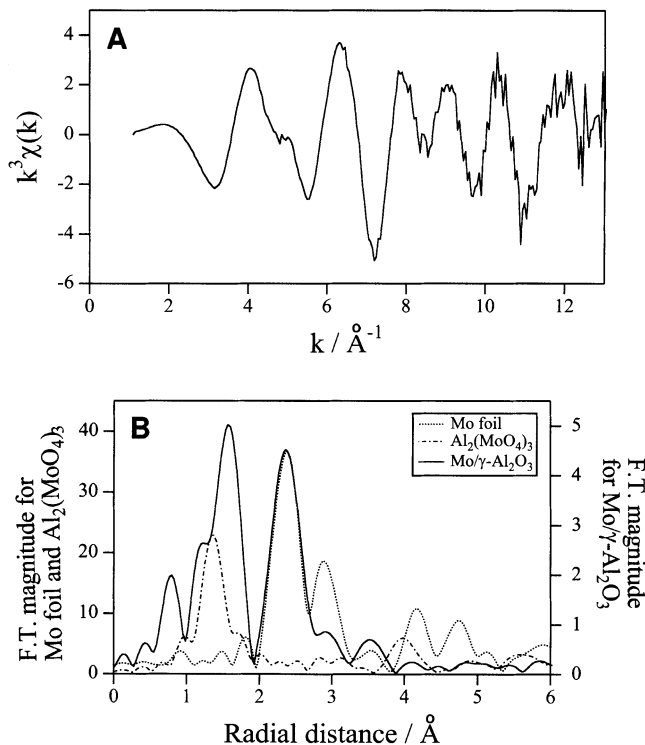 A
4
2
0
-2
-4
-6
k³χ(k)
0 2 4 6 8 10 12
k / Å⁻¹
B
Mo foil
Al₂(MoO₄)₃
Mo/γ-Al₂O₃
40
30
20
10
0
F.T. magnitude for
Mo foil and Al₂(MoO₄)₃
5
4
3
2
1
0
F.T. magnitude
for Mo/γ-Al₂O₃
0 1 2 3 4 5 6
Radial distance / Å